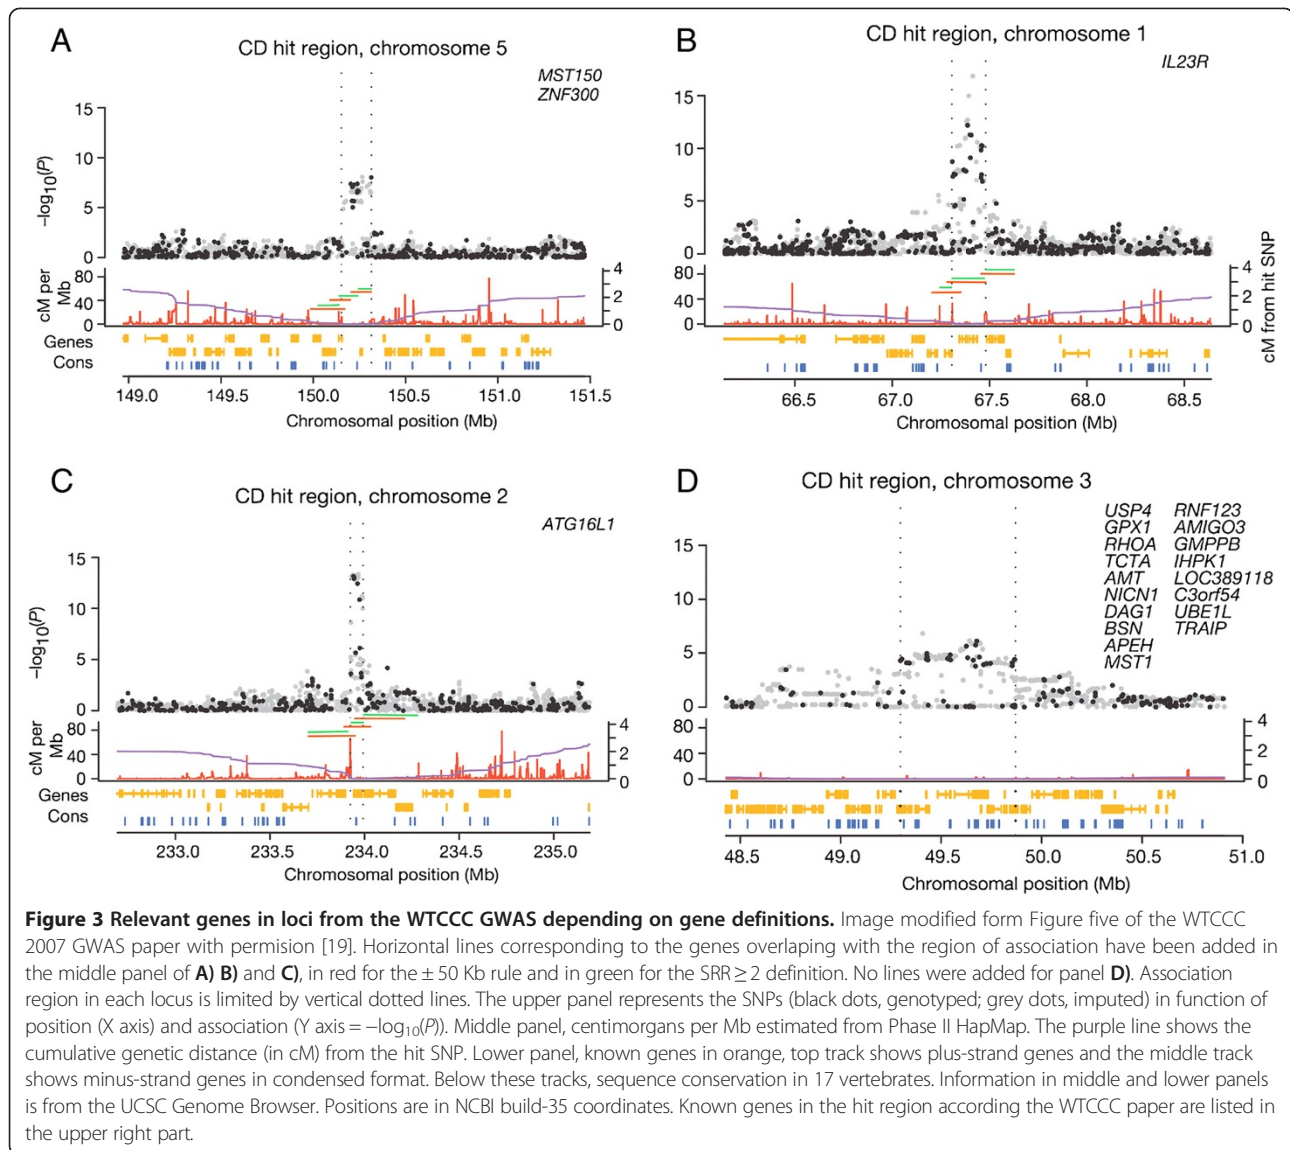 A
CD hit region, chromosome 5
MST150
ZNF300
15
10
5
0
−log10(P)
80
40
0
cM per
Mb
4
2
0
Genes
Cons
149.0 149.5 150.0 150.5 151.0 151.5
Chromosomal position (Mb)
B
CD hit region, chromosome 1
IL23R
15
10
5
0
80
40
0
4
3
2
1
0
cM from hit SNP
66.5 67.0 67.5 68.0 68.5
Chromosomal position (Mb)
C
CD hit region, chromosome 2
ATG16L1
15
10
5
0
−log10(P)
80
40
0
cM per
Mb
4
2
0
Genes
Cons
233.0 233.5 234.0 234.5 235.0
Chromosomal position (Mb)
D
CD hit region, chromosome 3
USP4 RNF123
GPX1 AMIGO3
RHOA GMPPB
TCTA IHPK1
AMT LOC389118
NICN1 C3orf54
DAG1 UBE1L
BSN TRAIP
APEH
MST1
15
10
5
0
80
40
0
4
2
0
48.5 49.0 49.5 50.0 50.5 51.0
Chromosomal position (Mb)
Figure 3 Relevant genes in loci from the WTCCC GWAS depending on gene definitions. Image modified form Figure five of the WTCCC
2007 GWAS paper with permision [19]. Horizontal lines corresponding to the genes overlaping with the region of association have been added in
the middle panel of A) B) and C), in red for the ± 50 Kb rule and in green for the SRR ≥ 2 definition. No lines were added for panel D). Association
region in each locus is limited by vertical dotted lines. The upper panel represents the SNPs (black dots, genotyped; grey dots, imputed) in function of
position (X axis) and association (Y axis = −log10(P)). Middle panel, centimorgans per Mb estimated from Phase II HapMap. The purple line shows the
cumulative genetic distance (in cM) from the hit SNP. Lower panel, known genes in orange, top track shows plus-strand genes and the middle track
shows minus-strand genes in condensed format. Below these tracks, sequence conservation in 17 vertebrates. Information in middle and lower panels
is from the UCSC Genome Browser. Positions are in NCBI build-35 coordinates. Known genes in the hit region according the WTCCC paper are listed in
the upper right part.